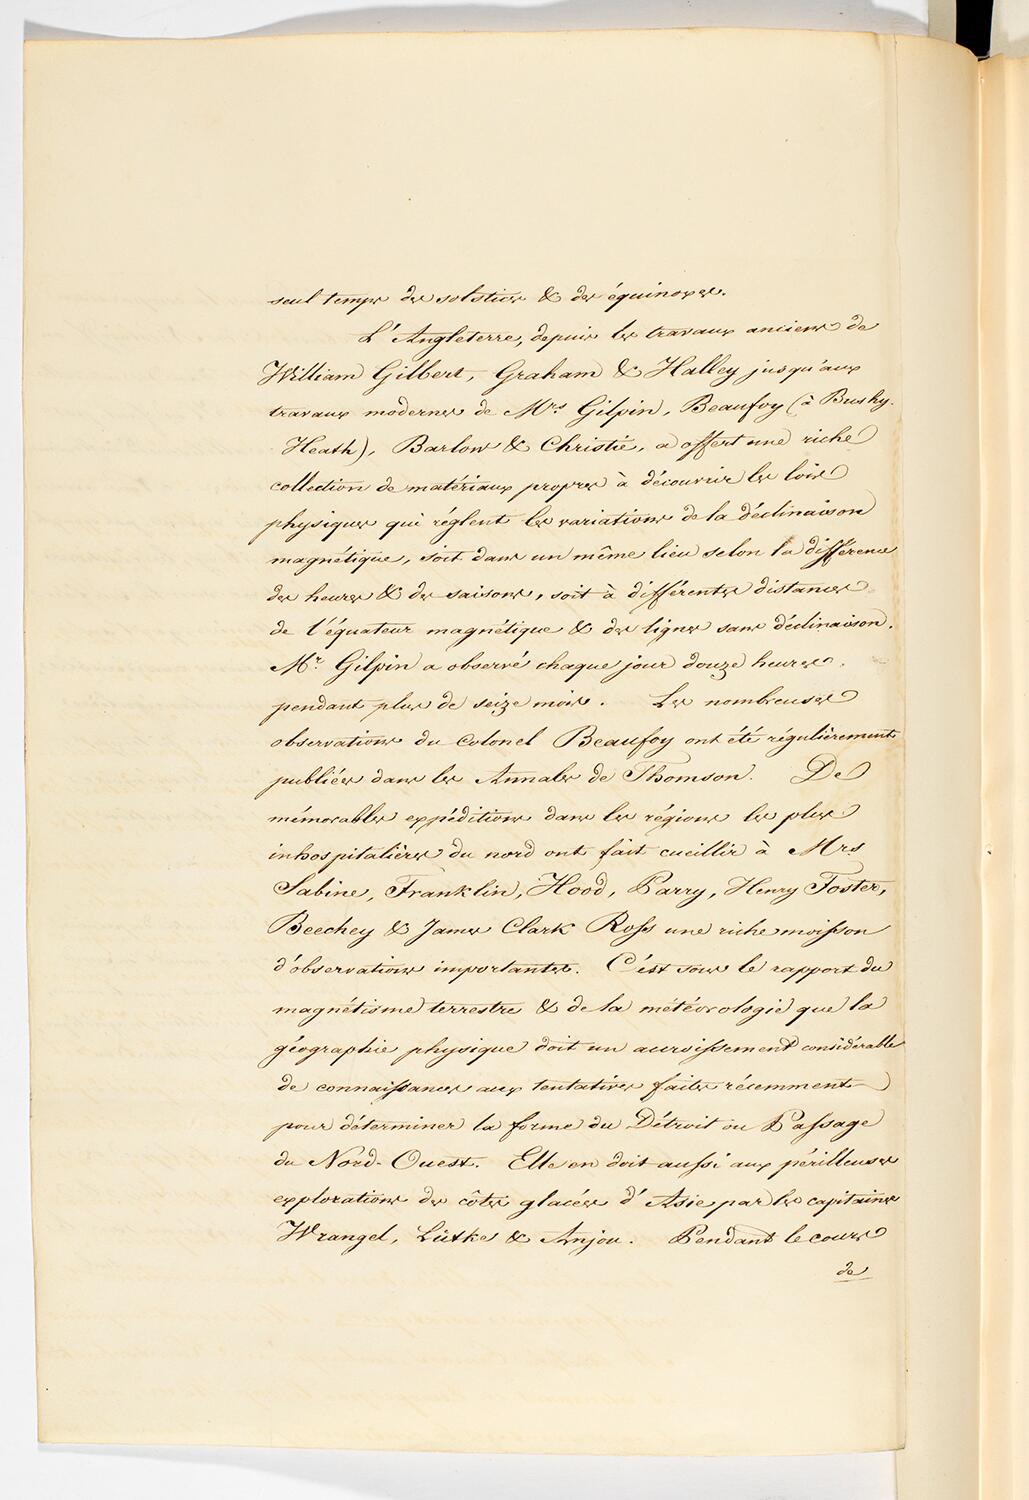 seul temps des solstices & des équinoxes.
L'Angleterre, depuis les travaux anciens de
William Gilbert, Graham & Halley jusqu'aux
travaux modernes de Mrs Gilpin, Beaufoy (à Bushy-
Heath), Barlow & Christie, a offert une riche
collection de matériaux propres à découvrir les lois
physiques qui réglent les variations de la déclinaison
magnétique, soit dans un même lieu selon la différence
des heures & des saisons, soit à différentes distances
de l'équateur magnétique & des lignes sans déclinaison.
Mr. Gilpin a observé chaque jour douze heures,
pendant plus de seize mois. Les nombreuses
observations du Colonel Beaufoy ont été régulièrement
publiées dans les Annales de Thomson. De
mémorables expéditions dans les régions les plus
inhospitalières du nord ont fait cueillir à Mrs
Sabine, Franklin, Hood, Parry, Henry Foster,
Beechey & James Clark Ross une riche moisson
d'observations importantes. C'est sous le rapport du
magnétisme terrestre & de la météorologie que la
géographie physique doit un accroissement considérable
de connaissances aux tentatives faites récemment
pour déterminer la forme du Détroit ou Passage
du Nord-Ouest. Elle en doit aussi aux périlleuses
explorations des côtes glacées d'Asie par les capitaines
Wrangel, Lütke & Anjou. Pendant le cours
de